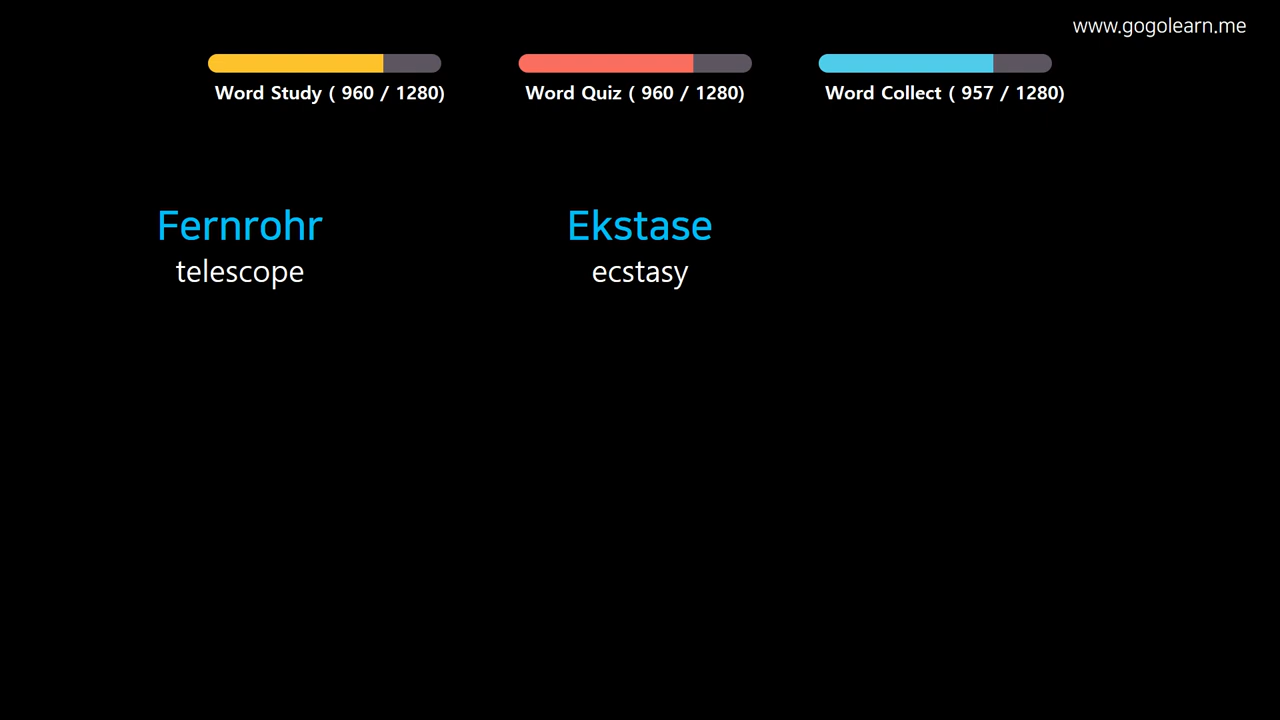 www.gogolearn.me
Word Study ( 960 / 1280)
Word Quiz ( 960 / 1280)
Word Collect ( 957 / 1280)
Fernrohr
telescope
Ekstase
ecstasy